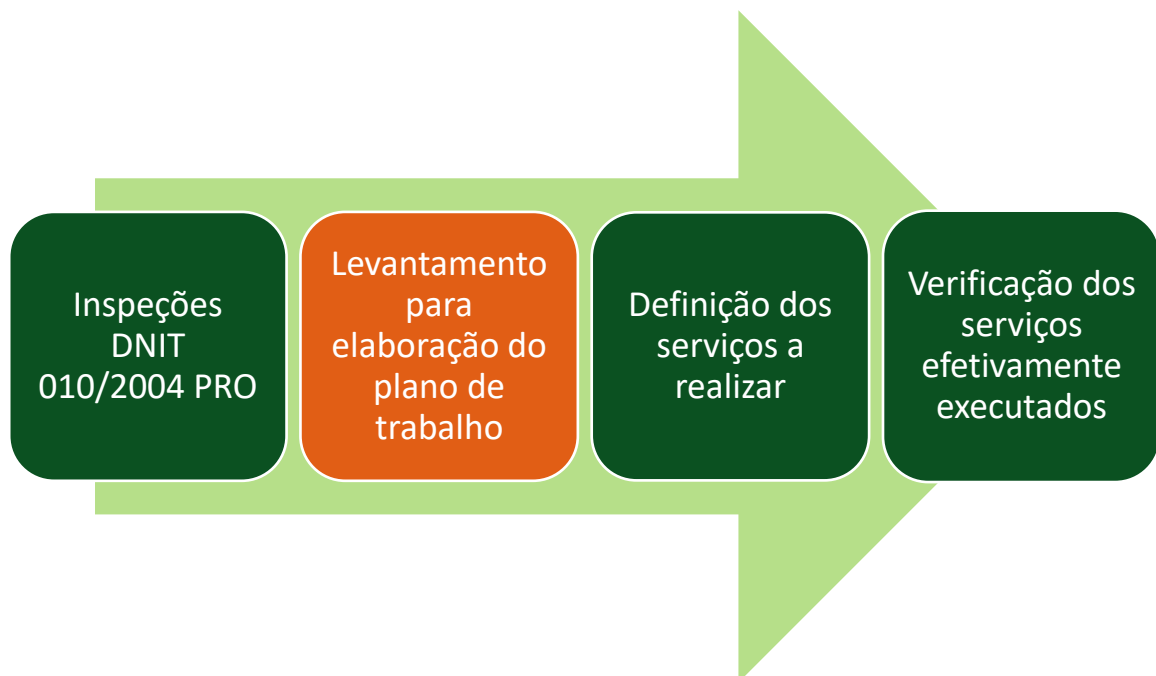 Inspeções
DNIT
010/2004 PRO
Levantamento
para
elaboração do
plano de
trabalho
Definição dos
serviços a
realizar
Verificação dos
serviços
efetivamente
executados